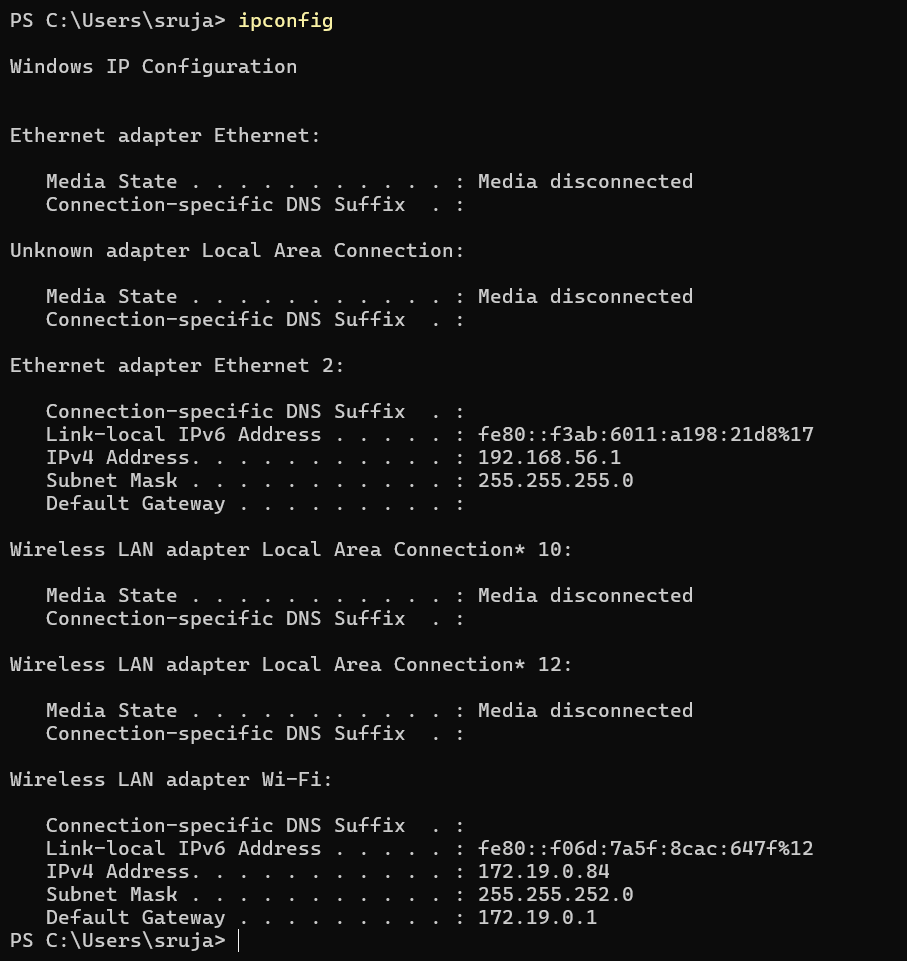 PS C:\Users\sruja> ipconfig
Windows IP Configuration
Ethernet adapter Ethernet:
   Media State . . . . . . . . . . . : Media disconnected
   Connection-specific DNS Suffix  . :
Unknown adapter Local Area Connection:
   Media State . . . . . . . . . . . : Media disconnected
   Connection-specific DNS Suffix  . :
Ethernet adapter Ethernet 2:
   Connection-specific DNS Suffix  . :
   Link-local IPv6 Address . . . . . : fe80::f3ab:6011:a198:21d8%17
   IPv4 Address. . . . . . . . . . . : 192.168.56.1
   Subnet Mask . . . . . . . . . . . : 255.255.255.0
   Default Gateway . . . . . . . . . :
Wireless LAN adapter Local Area Connection* 10:
   Media State . . . . . . . . . . . : Media disconnected
   Connection-specific DNS Suffix  . :
Wireless LAN adapter Local Area Connection* 12:
   Media State . . . . . . . . . . . : Media disconnected
   Connection-specific DNS Suffix  . :
Wireless LAN adapter Wi-Fi:
   Connection-specific DNS Suffix  . :
   Link-local IPv6 Address . . . . . : fe80::f06d:7a5f:8cac:647f%12
   IPv4 Address. . . . . . . . . . . : 172.19.0.84
   Subnet Mask . . . . . . . . . . . : 255.255.252.0
   Default Gateway . . . . . . . . . : 172.19.0.1
PS C:\Users\sruja>